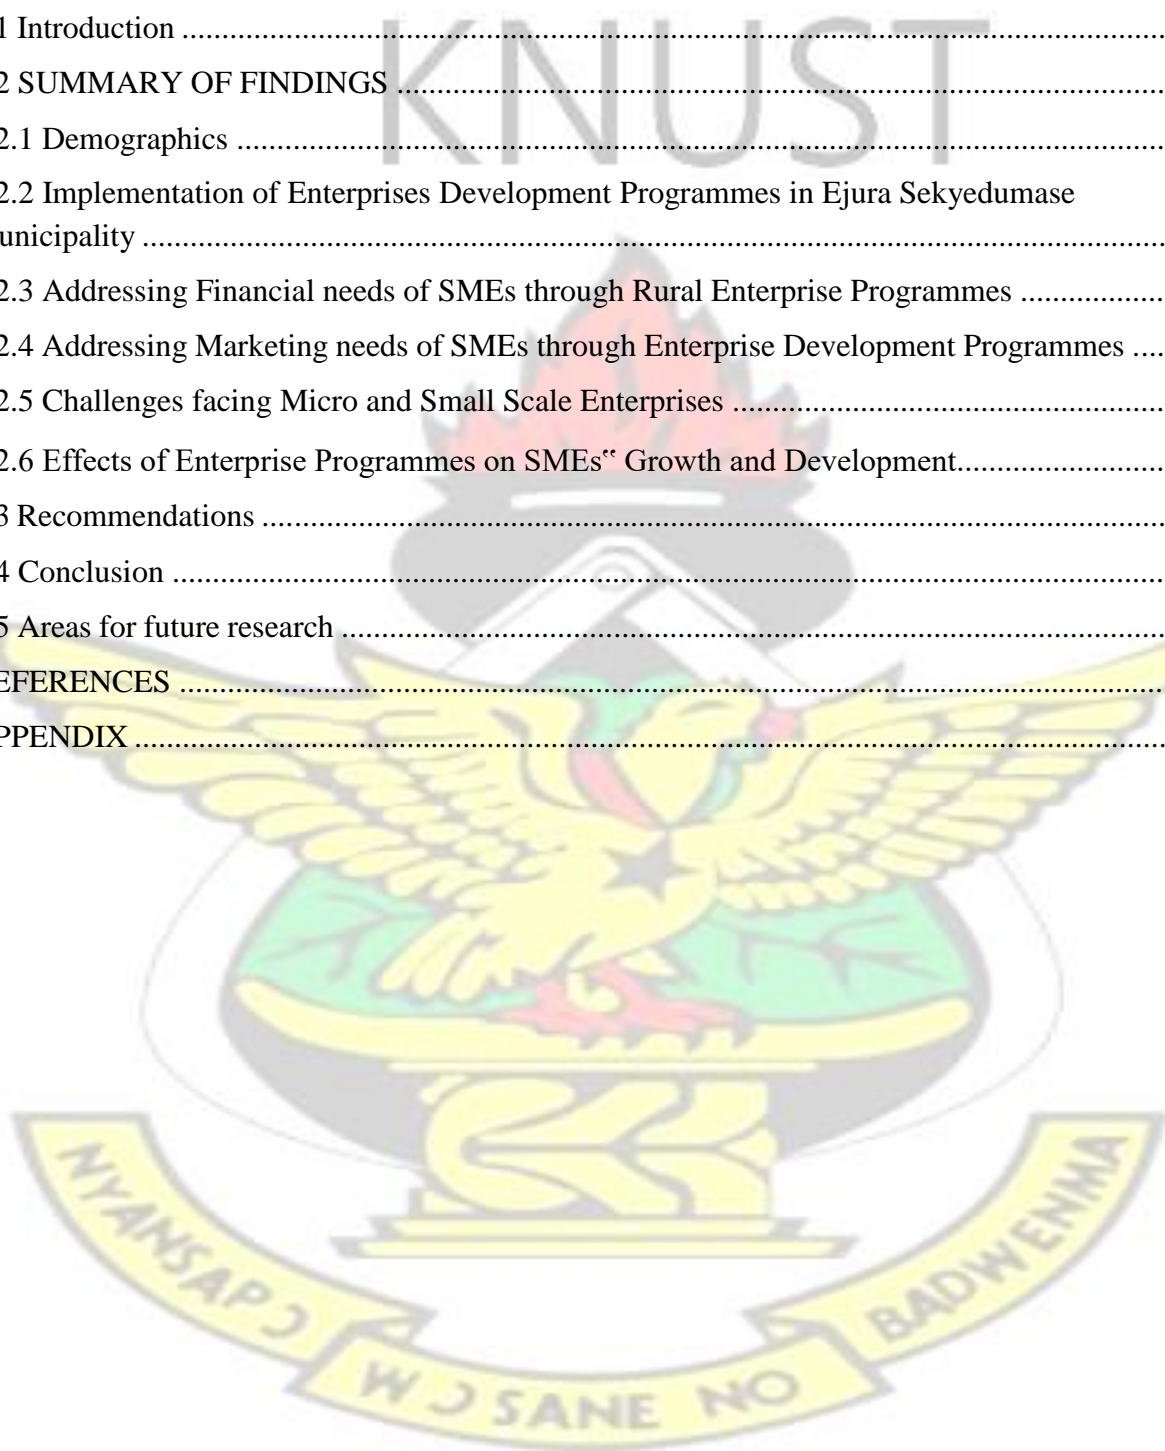 KNUST
1 Introduction ........................................................................................................................
2 SUMMARY OF FINDINGS ................................................................................................
2.1 Demographics ....................................................................................................................
2.2 Implementation of Enterprises Development Programmes in Ejura Sekyedumase
unicipality ................................................................................................................................
2.3 Addressing Financial needs of SMEs through Rural Enterprise Programmes ..................
2.4 Addressing Marketing needs of SMEs through Enterprise Development Programmes ....
2.5 Challenges facing Micro and Small Scale Enterprises ......................................................
2.6 Effects of Enterprise Programmes on SMEs‟ Growth and Development..........................
3 Recommendations ................................................................................................................
4 Conclusion ...........................................................................................................................
5 Areas for future research ......................................................................................................
EFERENCES ..........................................................................................................................
PPENDIX ................................................................................................................................
NYANSAPƆ
WƆSANE NO
BADWENMA